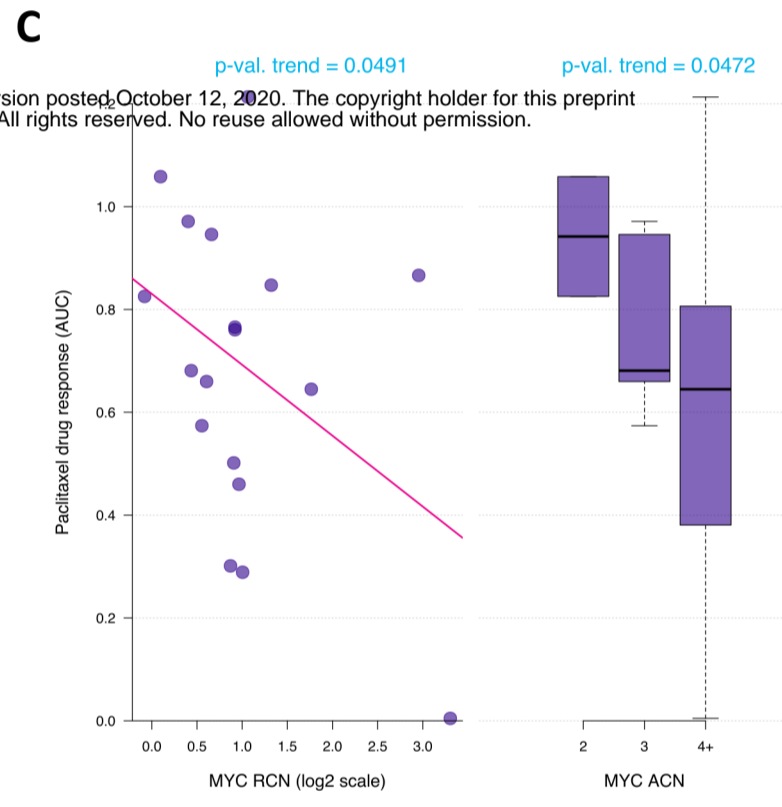 C
p-val. trend = 0.0491
p-val. trend = 0.0472
rsion posted October 12, 2020. The copyright holder for this preprint
All rights reserved. No reuse allowed without permission.
1.2
1.0
0.8
0.6
0.4
0.2
0.0
Paclitaxel drug response (AUC)
0.0 0.5 1.0 1.5 2.0 2.5 3.0
2 3 4+
MYC RCN (log2 scale)
MYC ACN